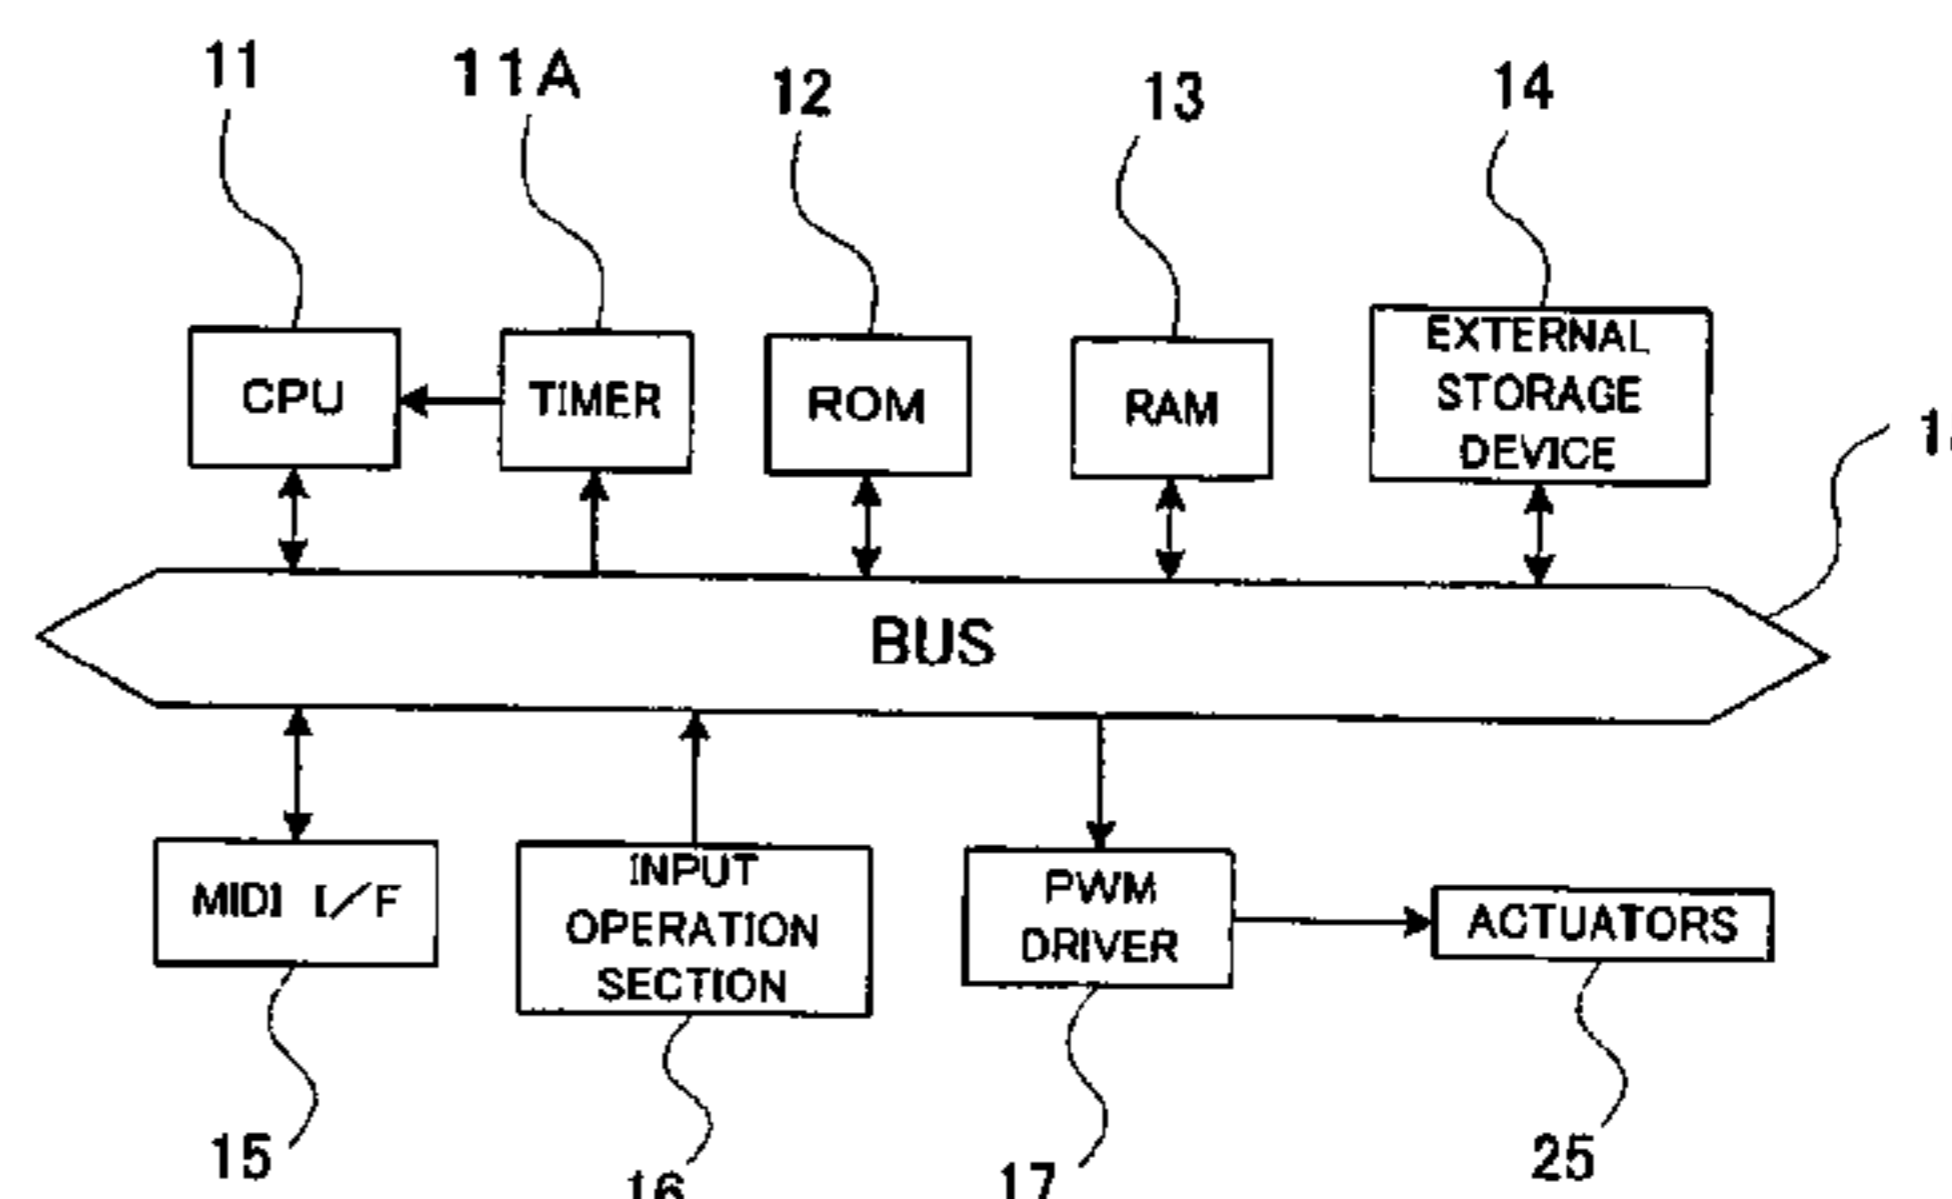 11
11A
12
13
14
CPU
TIMER
ROM
RAM
EXTERNAL
STORAGE
DEVICE
BUS
MIDI I/F
INPUT
OPERATION
SECTION
PWM
DRIVER
ACTUATORS
15
16
17
25